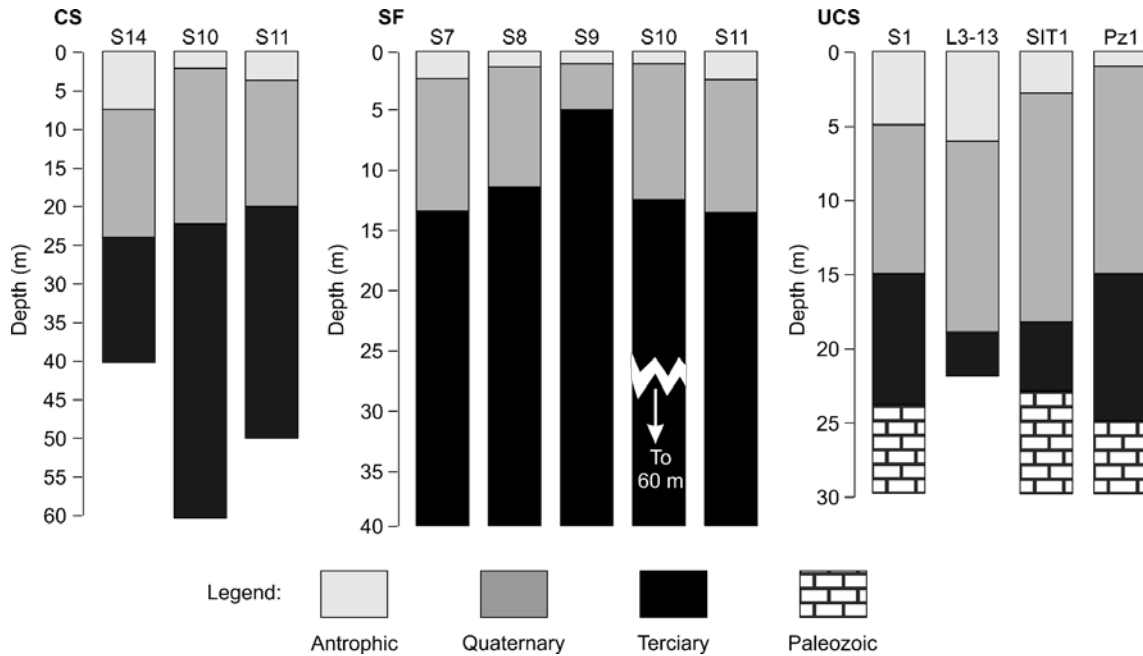 CS
S14 S10 S11
Depth (m)
0
5
10
15
20
25
30
35
40
45
50
55
60
SF
S7 S8 S9 S10 S11
Depth (m)
0
5
10
15
20
25
30
35
40
To
60 m
UCS
S1 L3-13 SIT1 Pz1
Depth (m)
0
5
10
15
20
25
30
Legend:
Antrophic Quaternary Terciary Paleozoic